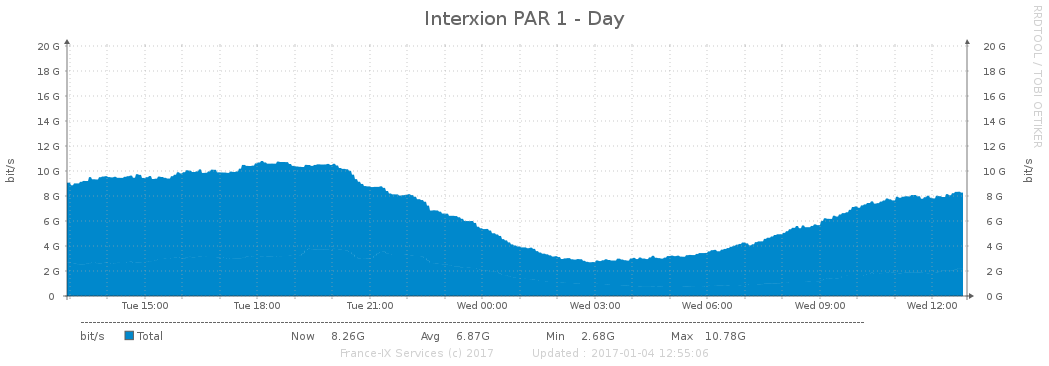 Interxion PAR 1 - Day
RRDTOOL / TOBI OETIKER
20 G 20 G
18 G 18 G
16 G 16 G
14 G 14 G
12 G 12 G
10 G 10 G
8 G 8 G
6 G 6 G
4 G 4 G
2 G 2 G
0 0 G
bit/s
bit/s
Tue 15:00 Tue 18:00 Tue 21:00 Wed 00:00 Wed 03:00 Wed 06:00 Wed 09:00 Wed 12:00
bit/s Total Now 8.26G Avg 6.87G Min 2.68G Max 10.78G
France-IX Services (c) 2017 Updated : 2017-01-04 12:55:06